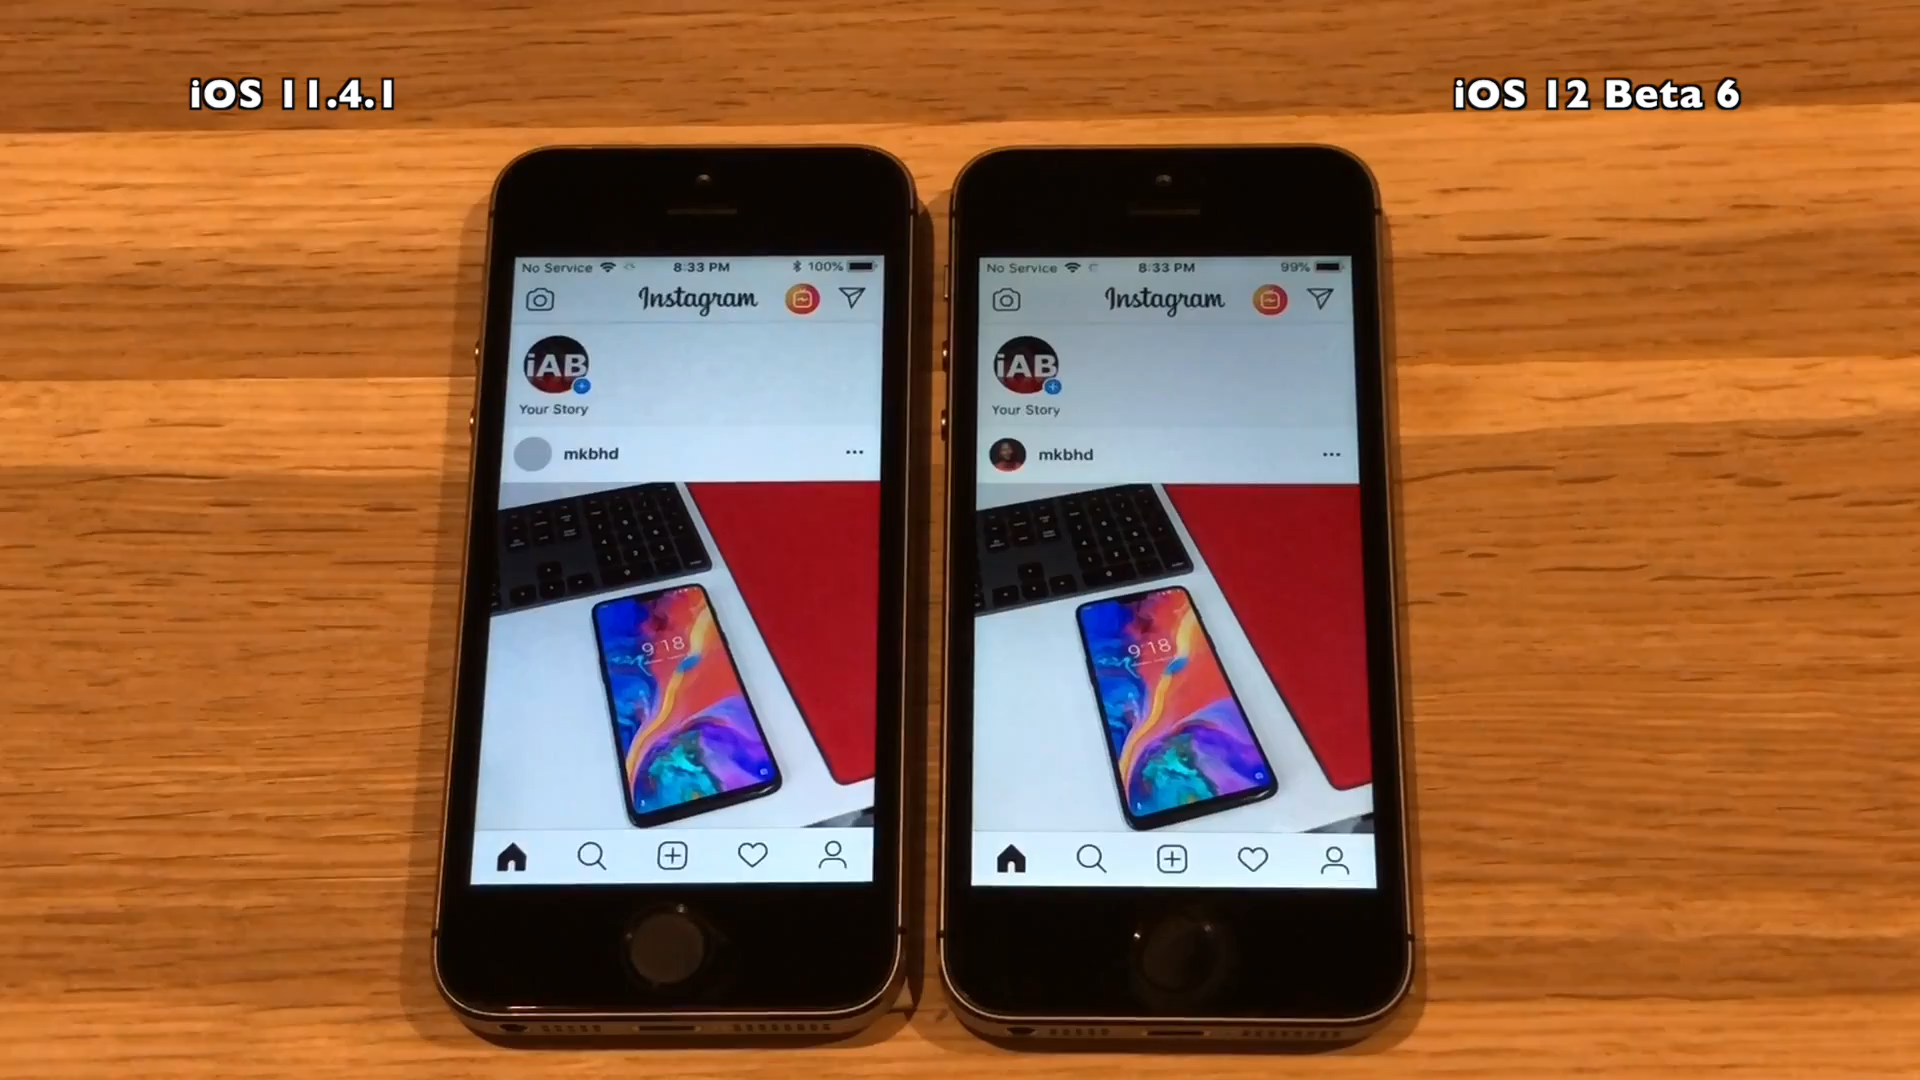 iOS 11.4.1
iOS 12 Beta 6
No Service 8:33 PM 100%
Instagram
iAB
Your Story
mkbhd
9:18
No Service 8:33 PM 99%
Instagram
iAB
Your Story
mkbhd
9:18